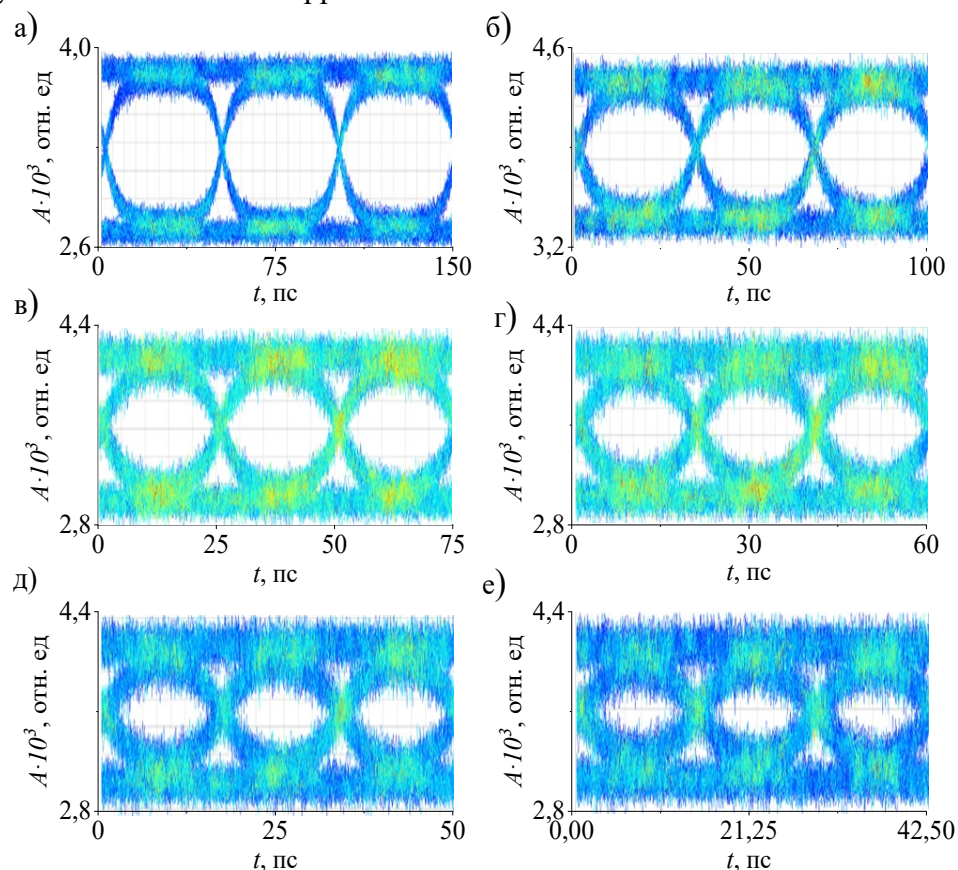 а)
4,0
A·10³, отн. ед
2,6
0 75 150
t, пс
б)
4,6
A·10³, отн. ед
3,2
0 50 100
t, пс
в)
4,4
A·10³, отн. ед
2,8
0 25 50 75
t, пс
г)
4,4
A·10³, отн. ед
2,8
0 30 60
t, пс
д)
4,4
A·10³, отн. ед
2,8
0 25 50
t, пс
е)
4,4
A·10³, отн. ед
2,8
0,00 21,25 42,50
t, пс